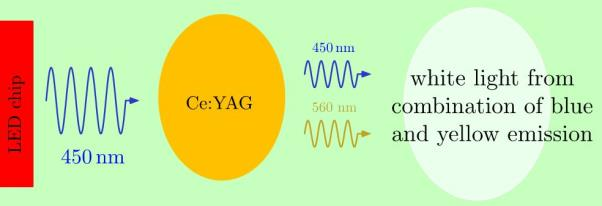 LED chip
450 nm
Ce:YAG
450 nm
560 nm
white light from
combination of blue
and yellow emission